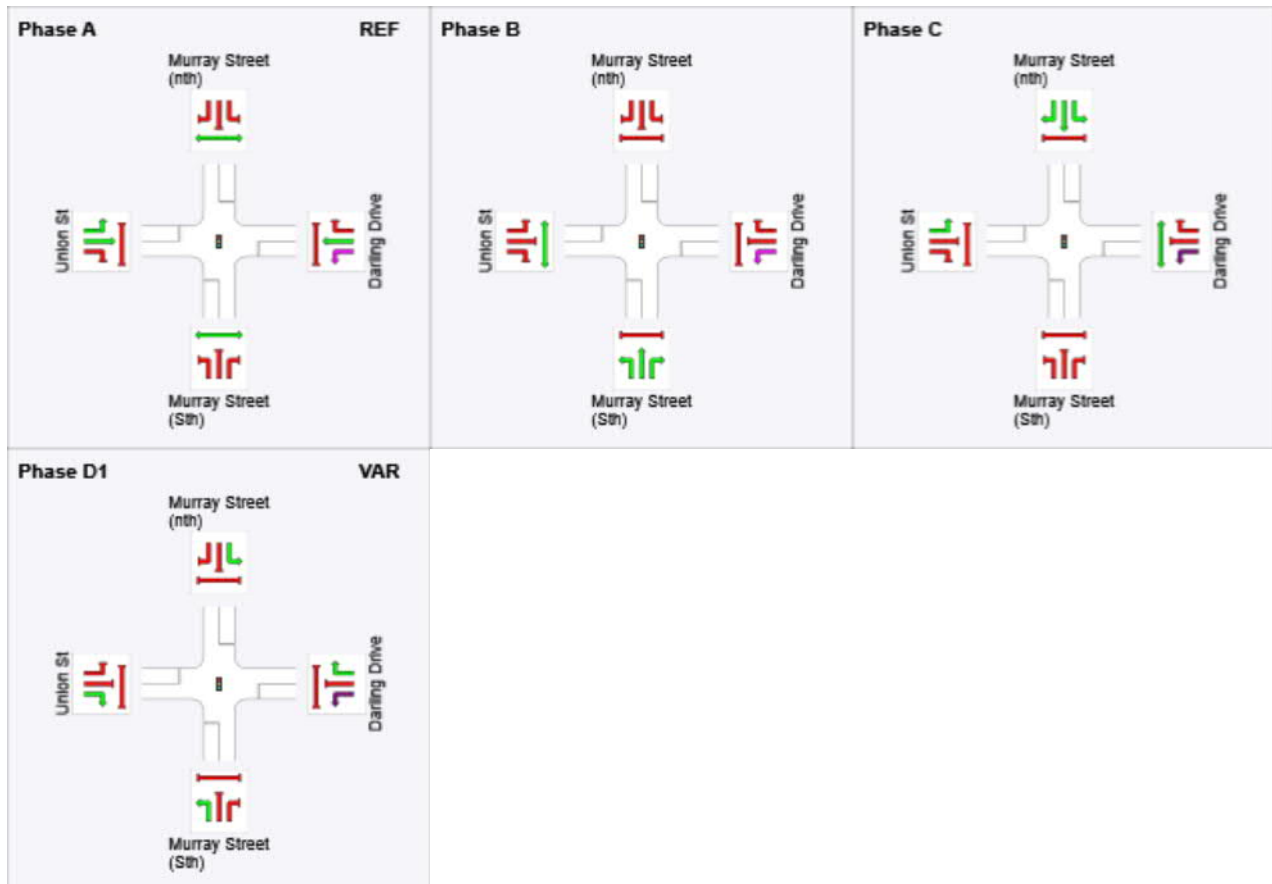 Phase A REF
Murray Street
(nth)
Union St
Darling Drive
Murray Street
(Sth)
Phase B
Murray Street
(nth)
Union St
Darling Drive
Murray Street
(Sth)
Phase C
Murray Street
(nth)
Union St
Darling Drive
Murray Street
(Sth)
Phase D1 VAR
Murray Street
(nth)
Union St
Darling Drive
Murray Street
(Sth)